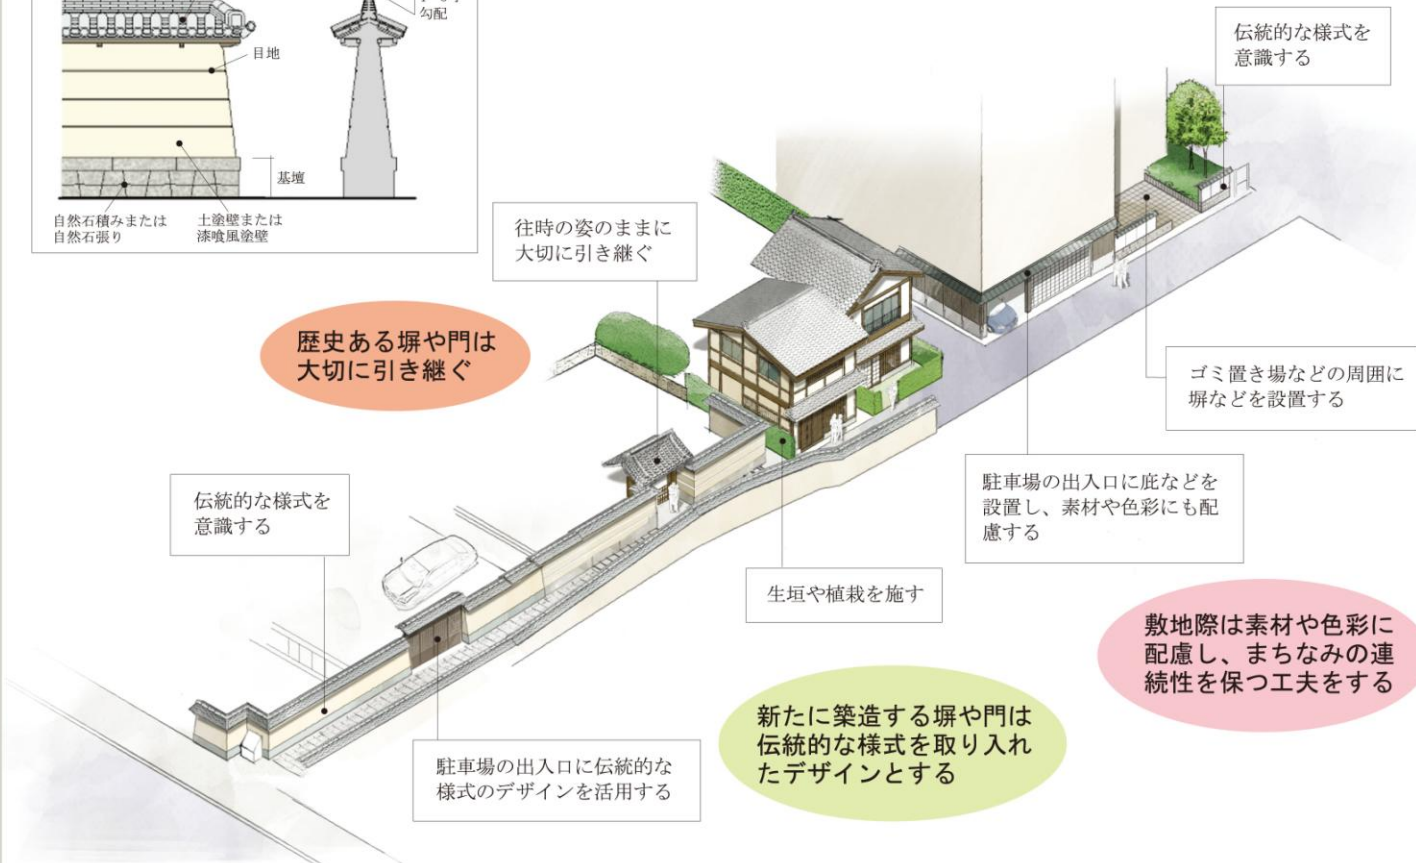 勾配
目地
基壇
自然石積みまたは
自然石張り
土塗壁または
漆喰風塗壁
伝統的な様式を
意識する
往時の姿のままに
大切に引き継ぐ
歴史ある塀や門は
大切に引き継ぐ
ゴミ置き場などの周囲に
塀などを設置する
駐車場の出入口に庇などを
設置し、素材や色彩にも配
慮する
伝統的な様式を
意識する
生垣や植栽を施す
敷地際は素材や色彩に
配慮し、まちなみの連
続性を保つ工夫をする
新たに築造する塀や門は
伝統的な様式を取り入れ
たデザインとする
駐車場の出入口に伝統的な
様式のデザインを活用する